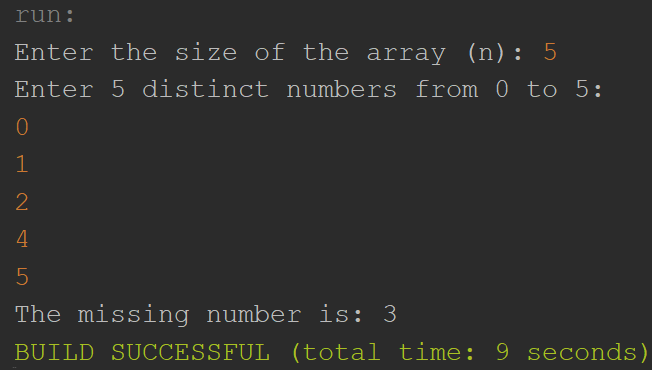 run:
Enter the size of the array (n): 5
Enter 5 distinct numbers from 0 to 5:
0
1
2
4
5
The missing number is: 3
BUILD SUCCESSFUL (total time: 9 seconds)